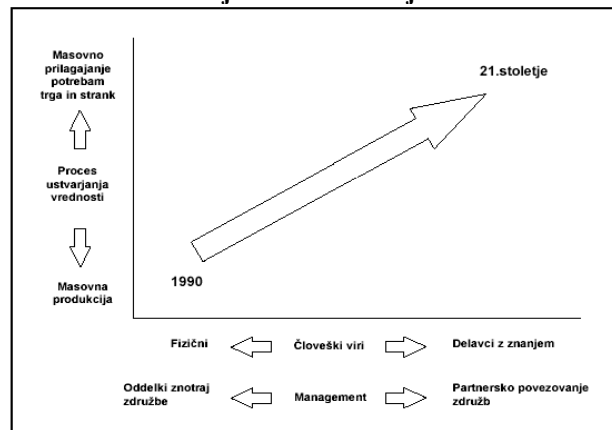 Masovno
prilagajanje
potrebam
trga in strank
21.stoletje
Proces
ustvarjanja
vrednosti
1990
Masovna
produkcija
Fizični
Človeški viri
Delavci z znanjem
Oddelki znotraj
združbe
Management
Partnersko povezovanje
združb